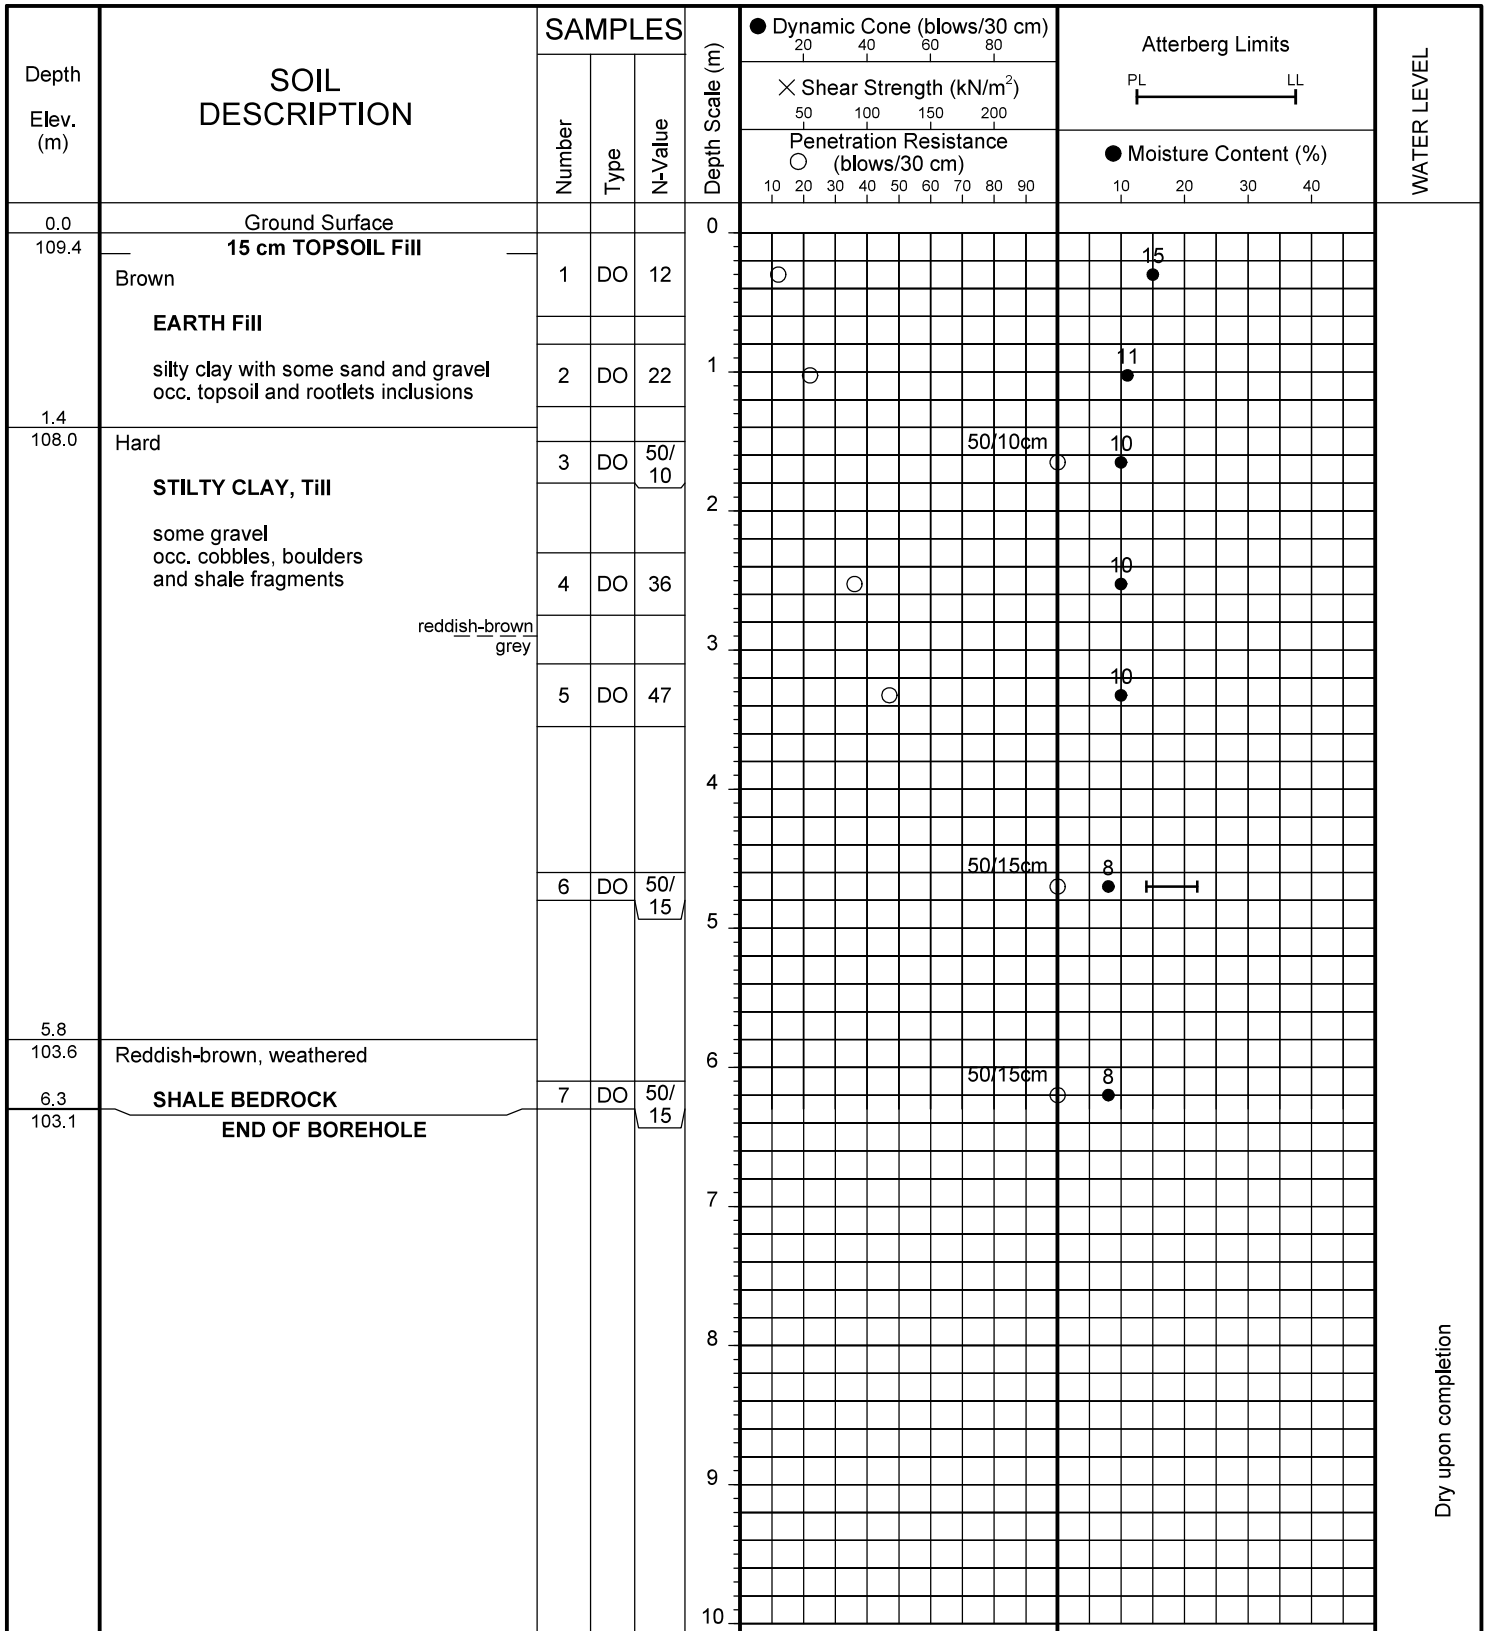 Depth
Elev.
(m)
SOIL
DESCRIPTION
SAMPLES
Number
Type
N-Value
Depth Scale (m)
● Dynamic Cone (blows/30 cm)
20 40 60 80
× Shear Strength (kN/m²)
50 100 150 200
Penetration Resistance
○ (blows/30 cm)
10 20 30 40 50 60 70 80 90
Atterberg Limits
PL LL
● Moisture Content (%)
10 20 30 40
WATER LEVEL
0.0 Ground Surface 0
109.4 15 cm TOPSOIL Fill
Brown
1 DO 12 15
EARTH Fill
silty clay with some sand and gravel
occ. topsoil and rootlets inclusions
1
2 DO 22 11
1.4
108.0 Hard
3 DO 50/
10
50/10cm 10
STILTY CLAY, Till
2
some gravel
occ. cobbles, boulders
and shale fragments
4 DO 36 10
reddish-brown
grey
3
5 DO 47 10
4
6 DO 50/
15
50/15cm 8
5
5.8
103.6 Reddish-brown, weathered
6
6.3 SHALE BEDROCK
7 DO 50/
15
50/15cm 8
103.1 END OF BOREHOLE
7
8
9
10
Dry upon completion